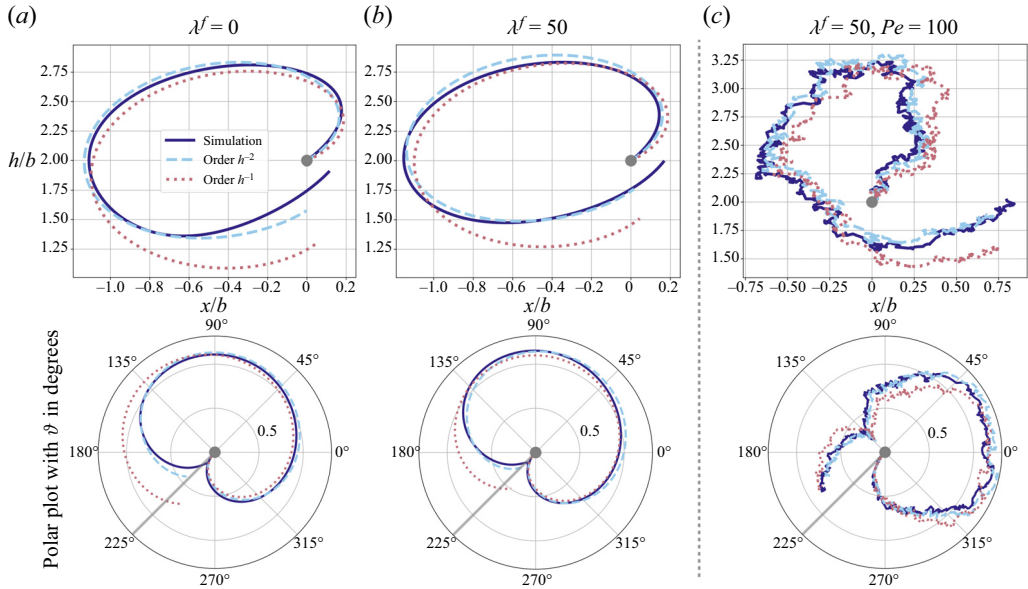 (a)
λᶠ = 0
2.75
2.50
2.25
h/b 2.00
1.75
1.50
1.25
Simulation
Order h⁻²
Order h⁻¹
−1.0 −0.8 −0.6 −0.4 −0.2 0 0.2
x/b
(b)
λᶠ = 50
2.75
2.50
2.25
2.00
1.75
1.50
1.25
−1.0 −0.8 −0.6 −0.4 −0.2 0 0.2
x/b
(c)
λᶠ = 50, Pe = 100
3.25
3.00
2.75
2.50
2.25
2.00
1.75
1.50
−0.75 −0.50 −0.25 0 0.25 0.50 0.75
x/b
Polar plot with ϑ in degrees
90°
135° 45°
0.5
180° 0°
225° 315°
270°
90°
135° 45°
0.5
180° 0°
225° 315°
270°
90°
135° 45°
0.5
180° 0°
225° 315°
270°